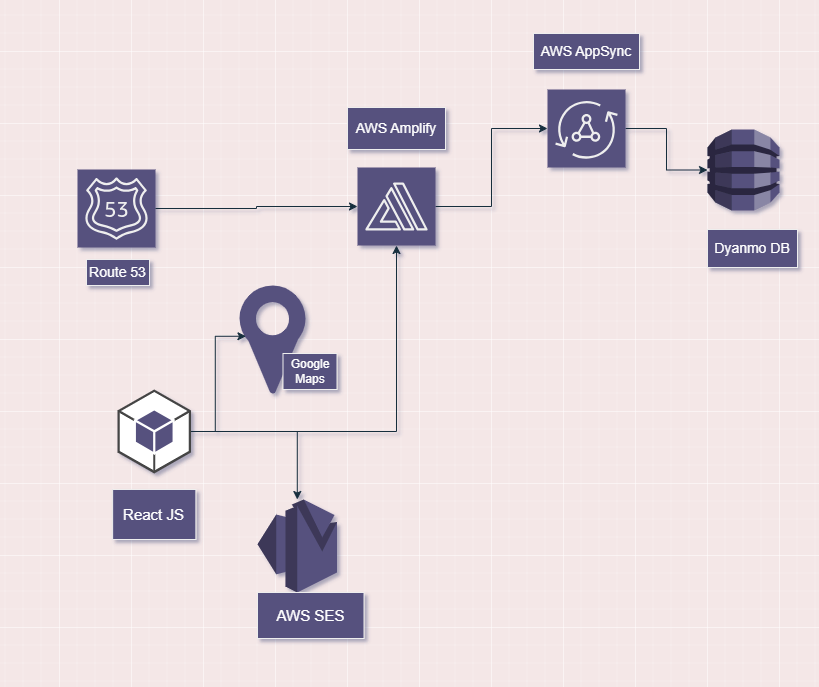 AWS AppSync
AWS Amplify
53
Route 53
Dyanmo DB
Google
Maps
React JS
AWS SES